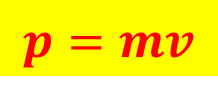 p = mv